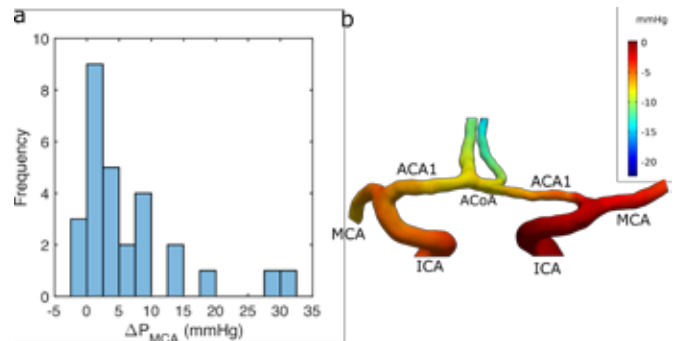 a
10
8
6
4
2
0
Frequency
-5 0 5 10 15 20 25 30 35
ΔP_MCA (mmHg)
b
mmHg
0
-5
-10
-15
-20
ACA1
ACoA
ACA1
MCA
MCA
ICA
ICA